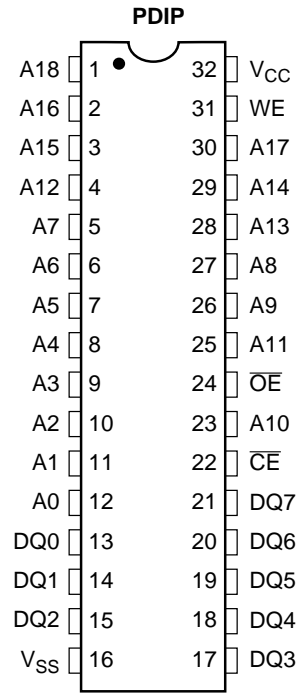 PDIP
A18 1 32 VCC
A16 2 31 WE
A15 3 30 A17
A12 4 29 A14
A7 5 28 A13
A6 6 27 A8
A5 7 26 A9
A4 8 25 A11
A3 9 24 O̅E̅
A2 10 23 A10
A1 11 22 C̅E̅
A0 12 21 DQ7
DQ0 13 20 DQ6
DQ1 14 19 DQ5
DQ2 15 18 DQ4
VSS 16 17 DQ3